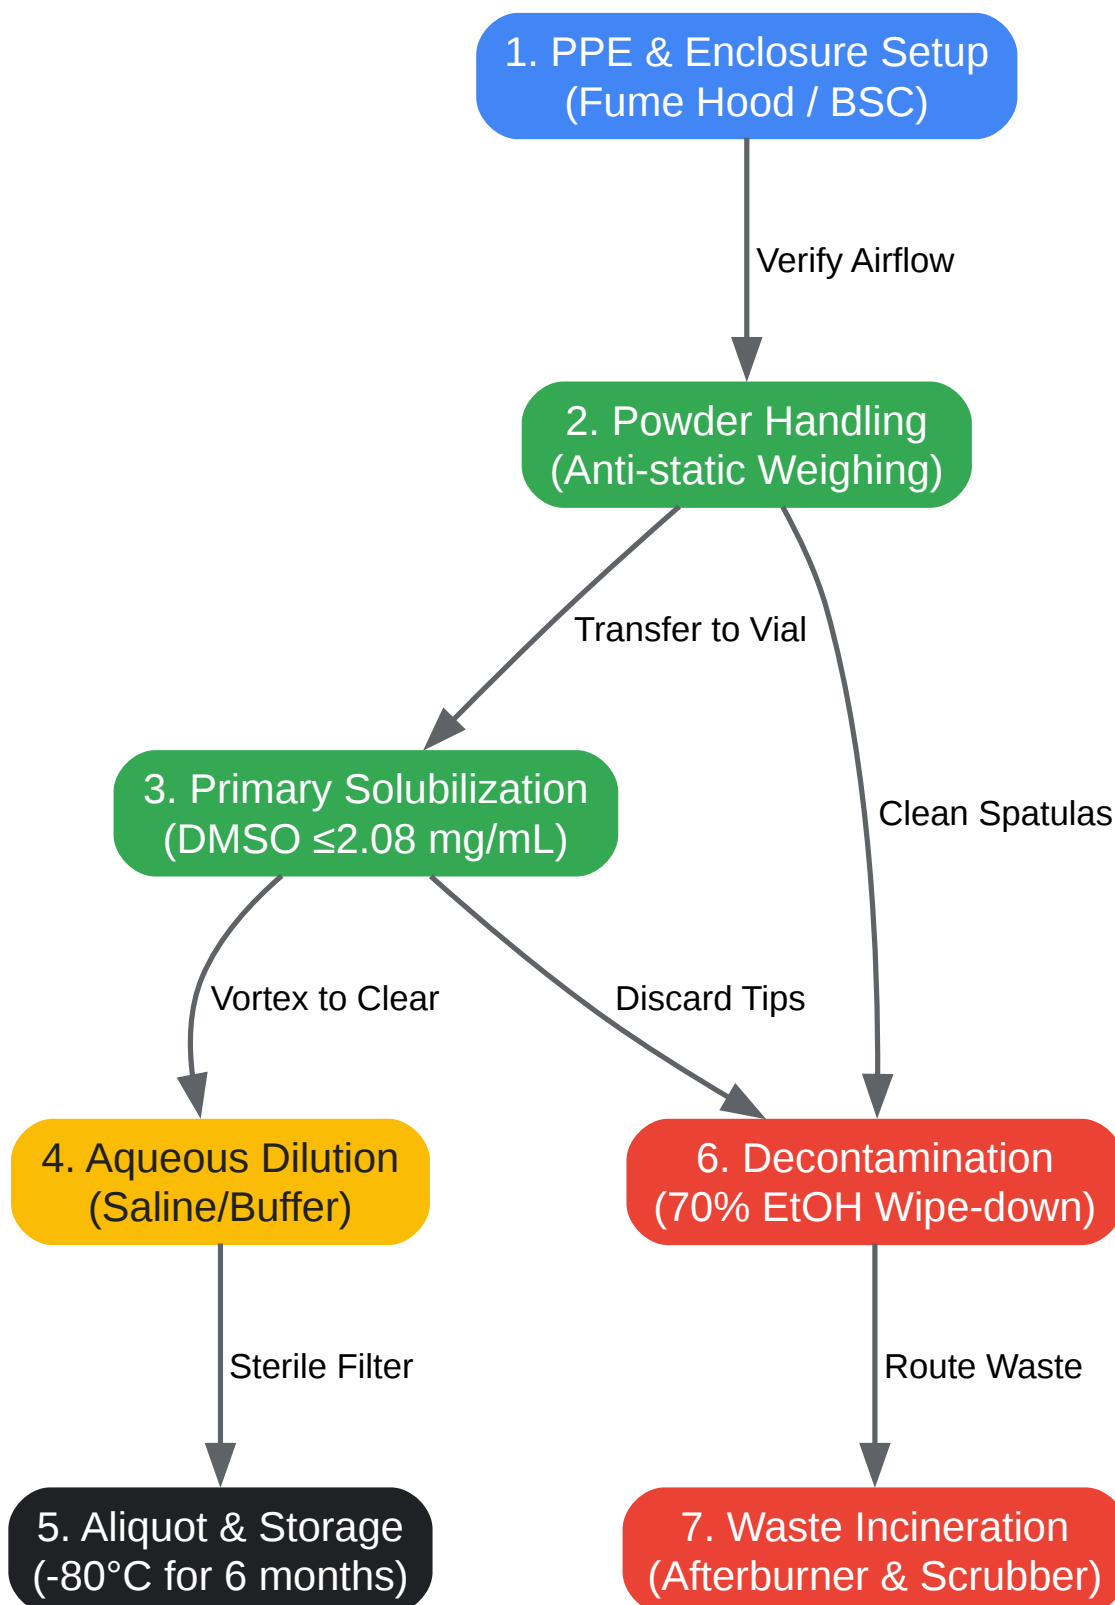 1. PPE & Enclosure Setup
(Fume Hood / BSC)
Verify Airflow
2. Powder Handling
(Anti-static Weighing)
Transfer to Vial
3. Primary Solubilization
(DMSO ≤2.08 mg/mL)
Clean Spatulas
Vortex to Clear
Discard Tips
4. Aqueous Dilution
(Saline/Buffer)
6. Decontamination
(70% EtOH Wipe-down)
Sterile Filter
Route Waste
5. Aliquot & Storage
(-80°C for 6 months)
7. Waste Incineration
(Afterburner & Scrubber)